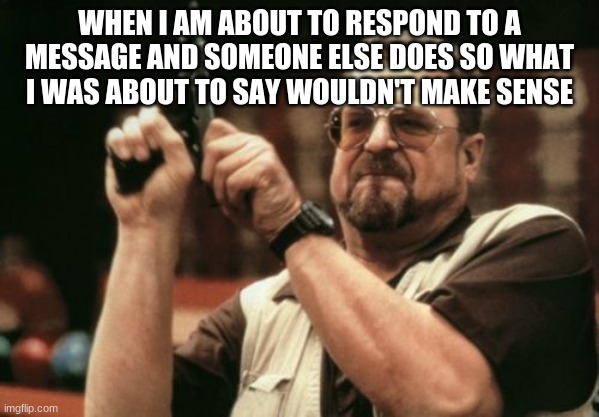 WHEN I AM ABOUT TO RESPOND TO A
MESSAGE AND SOMEONE ELSE DOES SO WHAT
I WAS ABOUT TO SAY WOULDN'T MAKE SENSE
imgflip.com